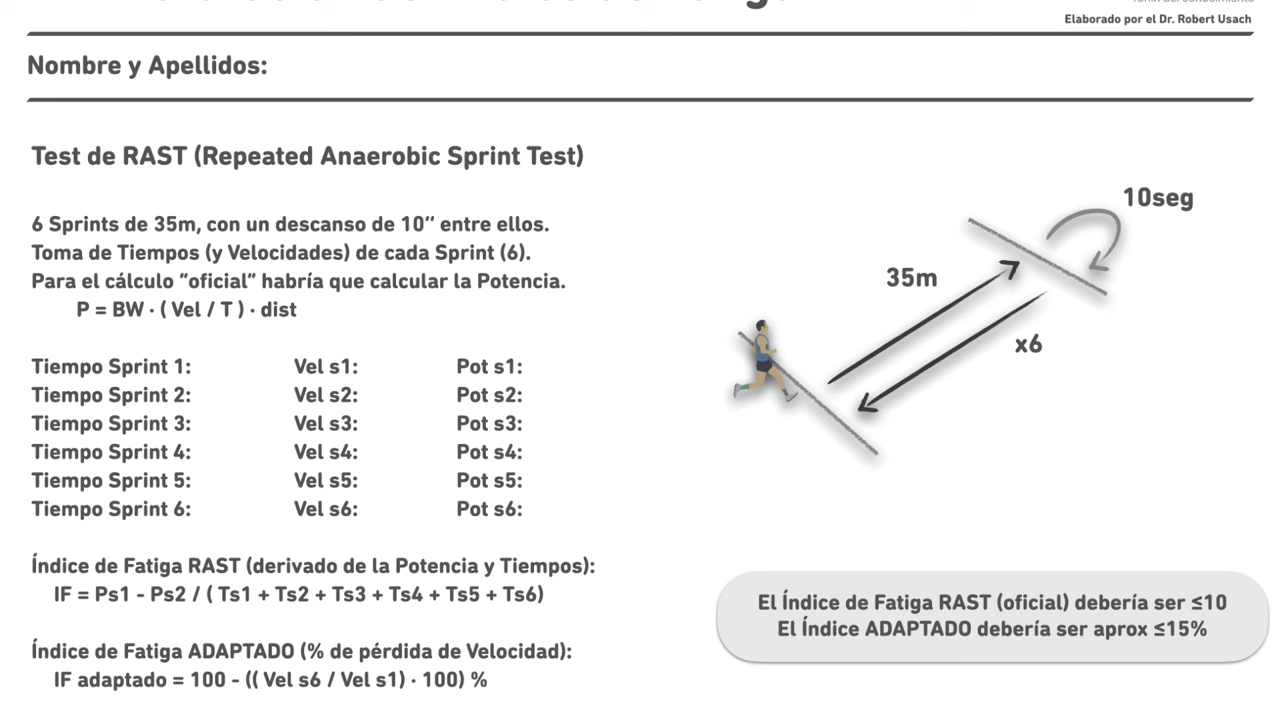 Elaborado por el Dr. Robert Usach
Nombre y Apellidos:
Test de RAST (Repeated Anaerobic Sprint Test)
6 Sprints de 35m, con un descanso de 10’’ entre ellos.
Toma de Tiempos (y Velocidades) de cada Sprint (6).
Para el cálculo “oficial” habría que calcular la Potencia.
P = BW · ( Vel / T ) · dist
Tiempo Sprint 1: Vel s1: Pot s1:
Tiempo Sprint 2: Vel s2: Pot s2:
Tiempo Sprint 3: Vel s3: Pot s3:
Tiempo Sprint 4: Vel s4: Pot s4:
Tiempo Sprint 5: Vel s5: Pot s5:
Tiempo Sprint 6: Vel s6: Pot s6:
Índice de Fatiga RAST (derivado de la Potencia y Tiempos):
IF = Ps1 - Ps2 / ( Ts1 + Ts2 + Ts3 + Ts4 + Ts5 + Ts6)
Índice de Fatiga ADAPTADO (% de pérdida de Velocidad):
IF adaptado = 100 - (( Vel s6 / Vel s1) · 100) %
10seg
35m
x6
El Índice de Fatiga RAST (oficial) debería ser ≤10
El Índice ADAPTADO debería ser aprox ≤15%